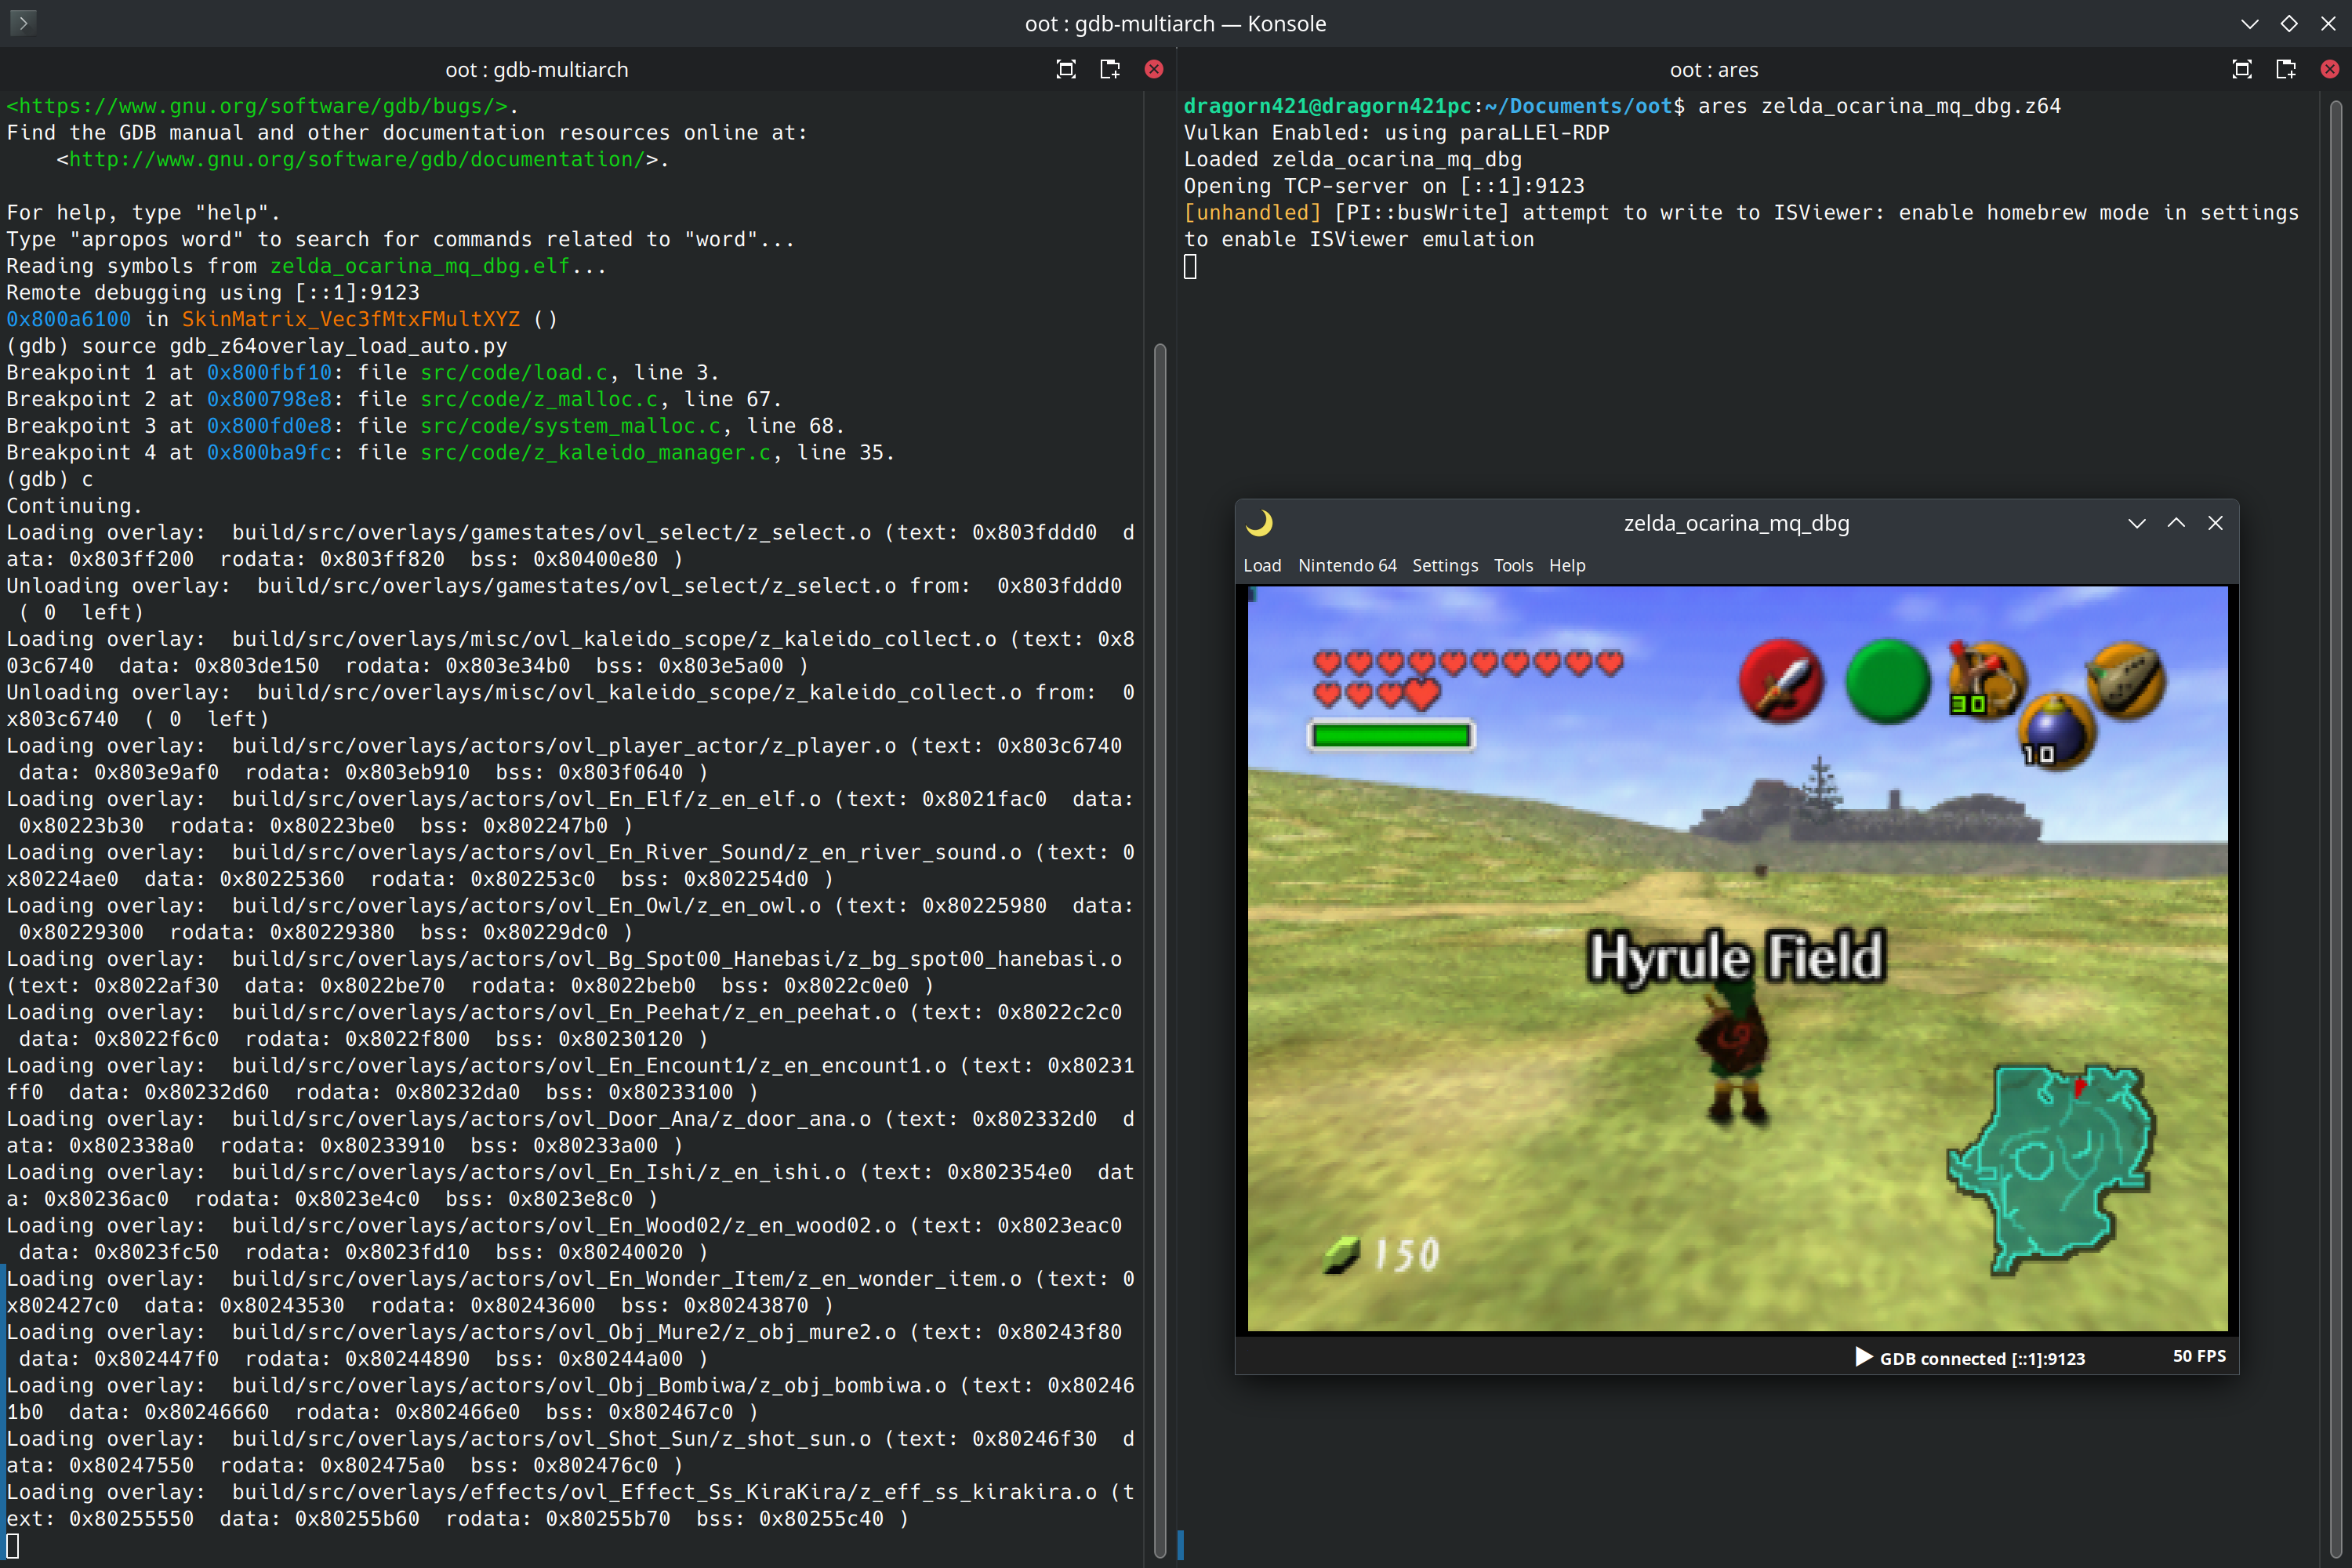 oot : gdb-multiarch — Konsole
oot : gdb-multiarch
<https://www.gnu.org/software/gdb/bugs/>.
Find the GDB manual and other documentation resources online at:
    <http://www.gnu.org/software/gdb/documentation/>.

For help, type "help".
Type "apropos word" to search for commands related to "word"...
Reading symbols from zelda_ocarina_mq_dbg.elf...
Remote debugging using [::1]:9123
0x800a6100 in SkinMatrix_Vec3fMtxFMultXYZ ()
(gdb) source gdb_z64overlay_load_auto.py
Breakpoint 1 at 0x800fbf10: file src/code/load.c, line 3.
Breakpoint 2 at 0x800798e8: file src/code/z_malloc.c, line 67.
Breakpoint 3 at 0x800fd0e8: file src/code/system_malloc.c, line 68.
Breakpoint 4 at 0x800ba9fc: file src/code/z_kaleido_manager.c, line 35.
(gdb) c
Continuing.
Loading overlay:  build/src/overlays/gamestates/ovl_select/z_select.o (text: 0x803fddd0  d
ata: 0x803ff200  rodata: 0x803ff820  bss: 0x80400e80 )
Unloading overlay:  build/src/overlays/gamestates/ovl_select/z_select.o from:  0x803fddd0
 ( 0  left)
Loading overlay:  build/src/overlays/misc/ovl_kaleido_scope/z_kaleido_collect.o (text: 0x8
03c6740  data: 0x803de150  rodata: 0x803e34b0  bss: 0x803e5a00 )
Unloading overlay:  build/src/overlays/misc/ovl_kaleido_scope/z_kaleido_collect.o from:  0
x803c6740  ( 0  left)
Loading overlay:  build/src/overlays/actors/ovl_player_actor/z_player.o (text: 0x803c6740
 data: 0x803e9af0  rodata: 0x803eb910  bss: 0x803f0640 )
Loading overlay:  build/src/overlays/actors/ovl_En_Elf/z_en_elf.o (text: 0x8021fac0  data:
 0x80223b30  rodata: 0x80223be0  bss: 0x802247b0 )
Loading overlay:  build/src/overlays/actors/ovl_En_River_Sound/z_en_river_sound.o (text: 0
x80224ae0  data: 0x80225360  rodata: 0x802253c0  bss: 0x802254d0 )
Loading overlay:  build/src/overlays/actors/ovl_En_Owl/z_en_owl.o (text: 0x80225980  data:
 0x80229300  rodata: 0x80229380  bss: 0x80229dc0 )
Loading overlay:  build/src/overlays/actors/ovl_Bg_Spot00_Hanebasi/z_bg_spot00_hanebasi.o
(text: 0x8022af30  data: 0x8022be70  rodata: 0x8022beb0  bss: 0x8022c0e0 )
Loading overlay:  build/src/overlays/actors/ovl_En_Peehat/z_en_peehat.o (text: 0x8022c2c0
 data: 0x8022f6c0  rodata: 0x8022f800  bss: 0x80230120 )
Loading overlay:  build/src/overlays/actors/ovl_En_Encount1/z_en_encount1.o (text: 0x80231
ff0  data: 0x80232d60  rodata: 0x80232da0  bss: 0x80233100 )
Loading overlay:  build/src/overlays/actors/ovl_Door_Ana/z_door_ana.o (text: 0x802332d0  d
ata: 0x802338a0  rodata: 0x80233910  bss: 0x80233a00 )
Loading overlay:  build/src/overlays/actors/ovl_En_Ishi/z_en_ishi.o (text: 0x802354e0  dat
a: 0x80236ac0  rodata: 0x8023e4c0  bss: 0x8023e8c0 )
Loading overlay:  build/src/overlays/actors/ovl_En_Wood02/z_en_wood02.o (text: 0x8023eac0
 data: 0x8023fc50  rodata: 0x8023fd10  bss: 0x80240020 )
Loading overlay:  build/src/overlays/actors/ovl_En_Wonder_Item/z_en_wonder_item.o (text: 0
x802427c0  data: 0x80243530  rodata: 0x80243600  bss: 0x80243870 )
Loading overlay:  build/src/overlays/actors/ovl_Obj_Mure2/z_obj_mure2.o (text: 0x80243f80
 data: 0x802447f0  rodata: 0x80244890  bss: 0x80244a00 )
Loading overlay:  build/src/overlays/actors/ovl_Obj_Bombiwa/z_obj_bombiwa.o (text: 0x80246
1b0  data: 0x80246660  rodata: 0x802466e0  bss: 0x802467c0 )
Loading overlay:  build/src/overlays/actors/ovl_Shot_Sun/z_shot_sun.o (text: 0x80246f30  d
ata: 0x80247550  rodata: 0x802475a0  bss: 0x802476c0 )
Loading overlay:  build/src/overlays/effects/ovl_Effect_Ss_KiraKira/z_eff_ss_kirakira.o (t
ext: 0x80255550  data: 0x80255b60  rodata: 0x80255b70  bss: 0x80255c40 )
oot : ares
dragorn421@dragorn421pc:~/Documents/oot$ ares zelda_ocarina_mq_dbg.z64
Vulkan Enabled: using paraLLEl-RDP
Loaded zelda_ocarina_mq_dbg
Opening TCP-server on [::1]:9123
[unhandled] [PI::busWrite] attempt to write to ISViewer: enable homebrew mode in settings
to enable ISViewer emulation
zelda_ocarina_mq_dbg
Load Nintendo 64 Settings Tools Help
30
10
Hyrule Field
150
GDB connected [::1]:9123 50 FPS